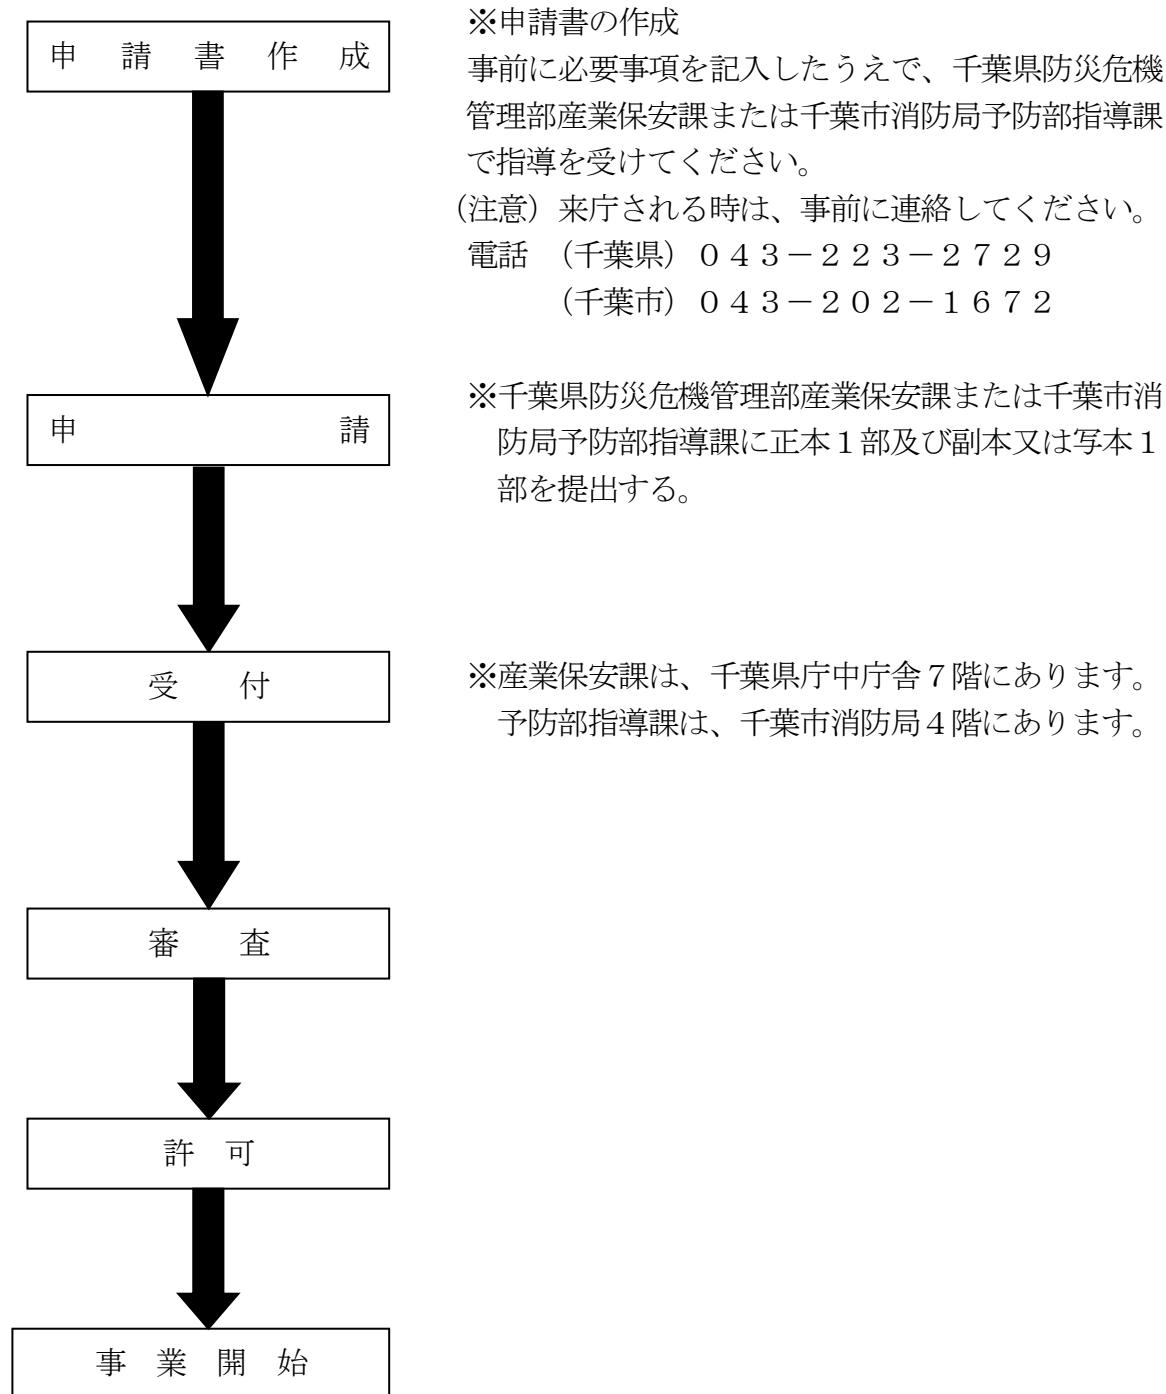 申請書作成
※申請書の作成
事前に必要事項を記入したうえで、千葉県防災危機
管理部産業保安課または千葉市消防局予防部指導課
で指導を受けてください。
（注意）来庁される時は、事前に連絡してください。
電話　（千葉県）０４３－２２３－２７２９
（千葉市）０４３－２０２－１６７２
申請
※千葉県防災危機管理部産業保安課または千葉市消
防局予防部指導課に正本１部及び副本又は写本１
部を提出する。
受付
※産業保安課は、千葉県庁中庁舎７階にあります。
予防部指導課は、千葉市消防局４階にあります。
審査
許可
事業開始